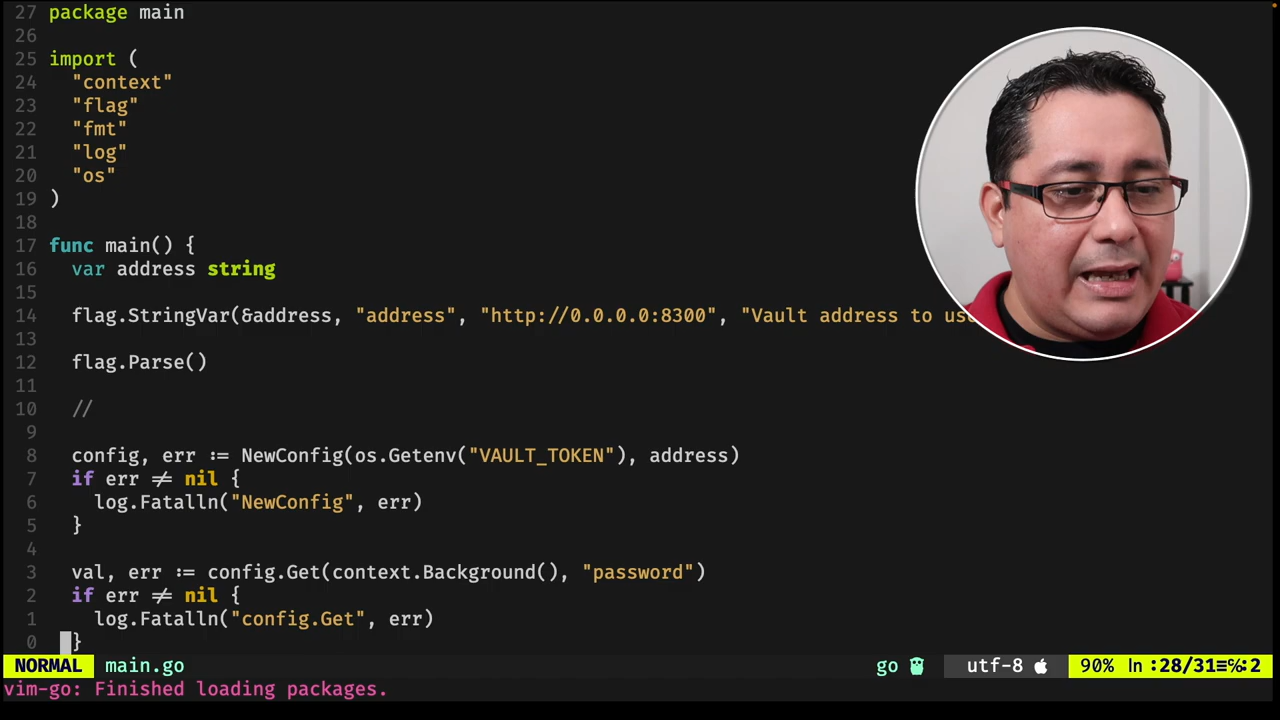 27 package main
26
25 import (
24 "context"
23 "flag"
22 "fmt"
21 "log"
20 "os"
19 )
18
17 func main() {
16 var address string
15
14 flag.StringVar(&address, "address", "http://0.0.0.0:8300", "Vault address to
13
12 flag.Parse()
11
10 //
9
8 config, err := NewConfig(os.Getenv("VAULT_TOKEN"), address)
7 if err ≠ nil {
6 log.Fatalln("NewConfig", err)
5 }
4
3 val, err := config.Get(context.Background(), "password")
2 if err ≠ nil {
1 log.Fatalln("config.Get", err)
0 }
NORMAL main.go go utf-8 90% ln :28/31≡℅:2
vim-go: Finished loading packages.